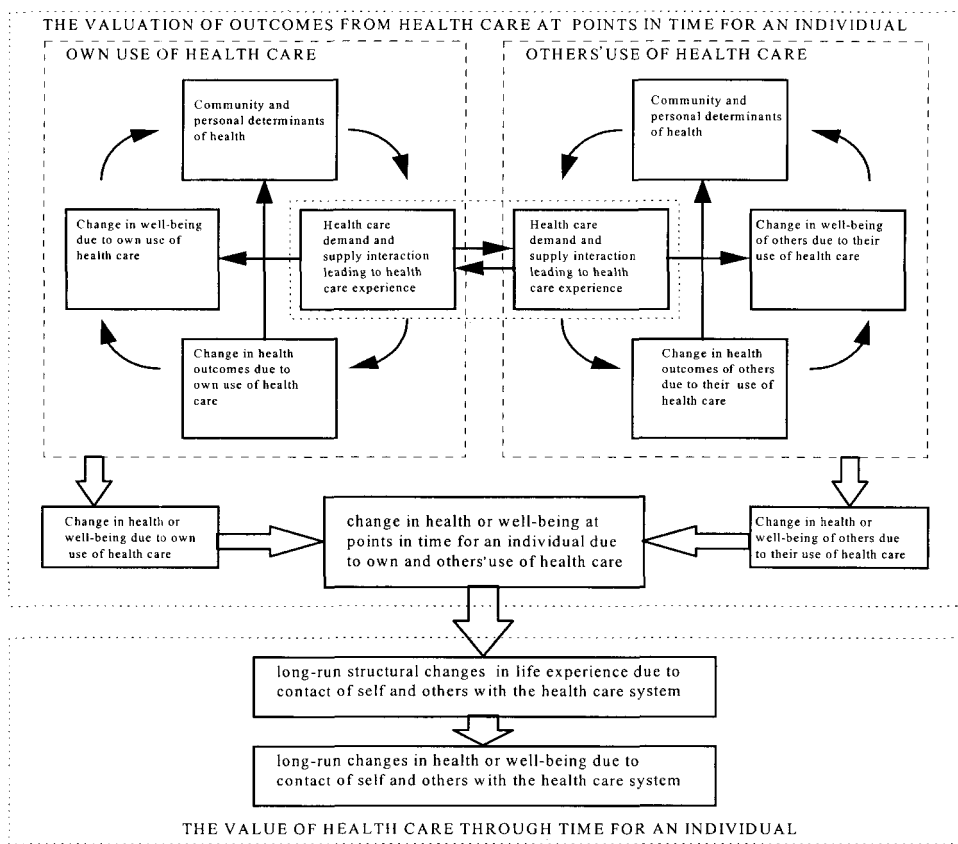 THE VALUATION OF OUTCOMES FROM HEALTH CARE AT POINTS IN TIME FOR AN INDIVIDUAL
OWN USE OF HEALTH CARE
Community and
personal determinants
of health
Change in well-being
due to own use of
health care
Health care
demand and
supply interaction
leading to health
care experience
Change in health
outcomes due to
own use of health
care
OTHERS'USE OF HEALTH CARE
Community and
personal determinants
of health
Health care
demand and
supply interaction
leading to health
care experience
Change in well-being
of others due to their
use of health care
Change in health
outcomes of others
due to their use of
health care
Change in health or
well-being due to own
use of health care
change in health or well-being at
points in time for an individual due
to own and others'use of health care
Change in health or
well-being of others due
to their use of health care
long-run structural changes in life experience due to
contact of self and others with the health care system
long-run changes in health or well-being due to
contact of self and others with the health care system
THE VALUE OF HEALTH CARE THROUGH TIME FOR AN INDIVIDUAL